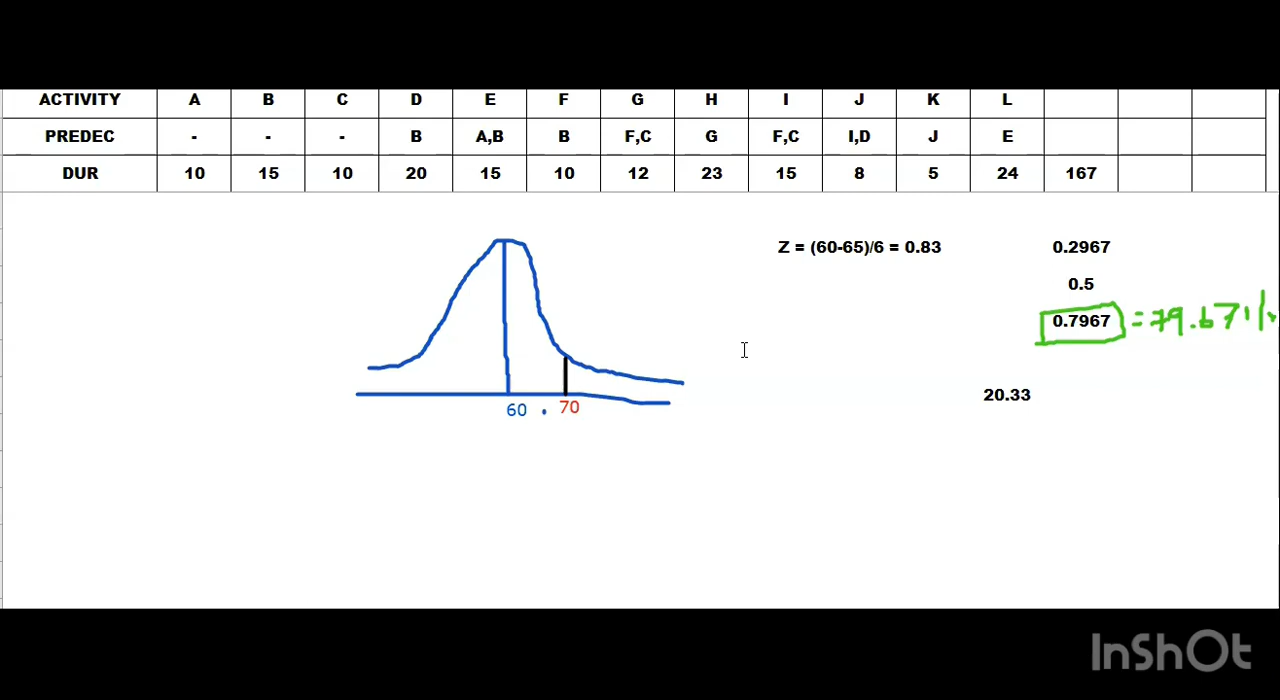 ACTIVITY A B C D E F G H I J K L
PREDEC - - - B A,B B F,C G F,C I,D J E
DUR 10 15 10 20 15 10 12 23 15 8 5 24 167
Z = (60-65)/6 = 0.83 0.2967
0.5
0.7967 = 79.67%
20.33
60 . 70
InShOt